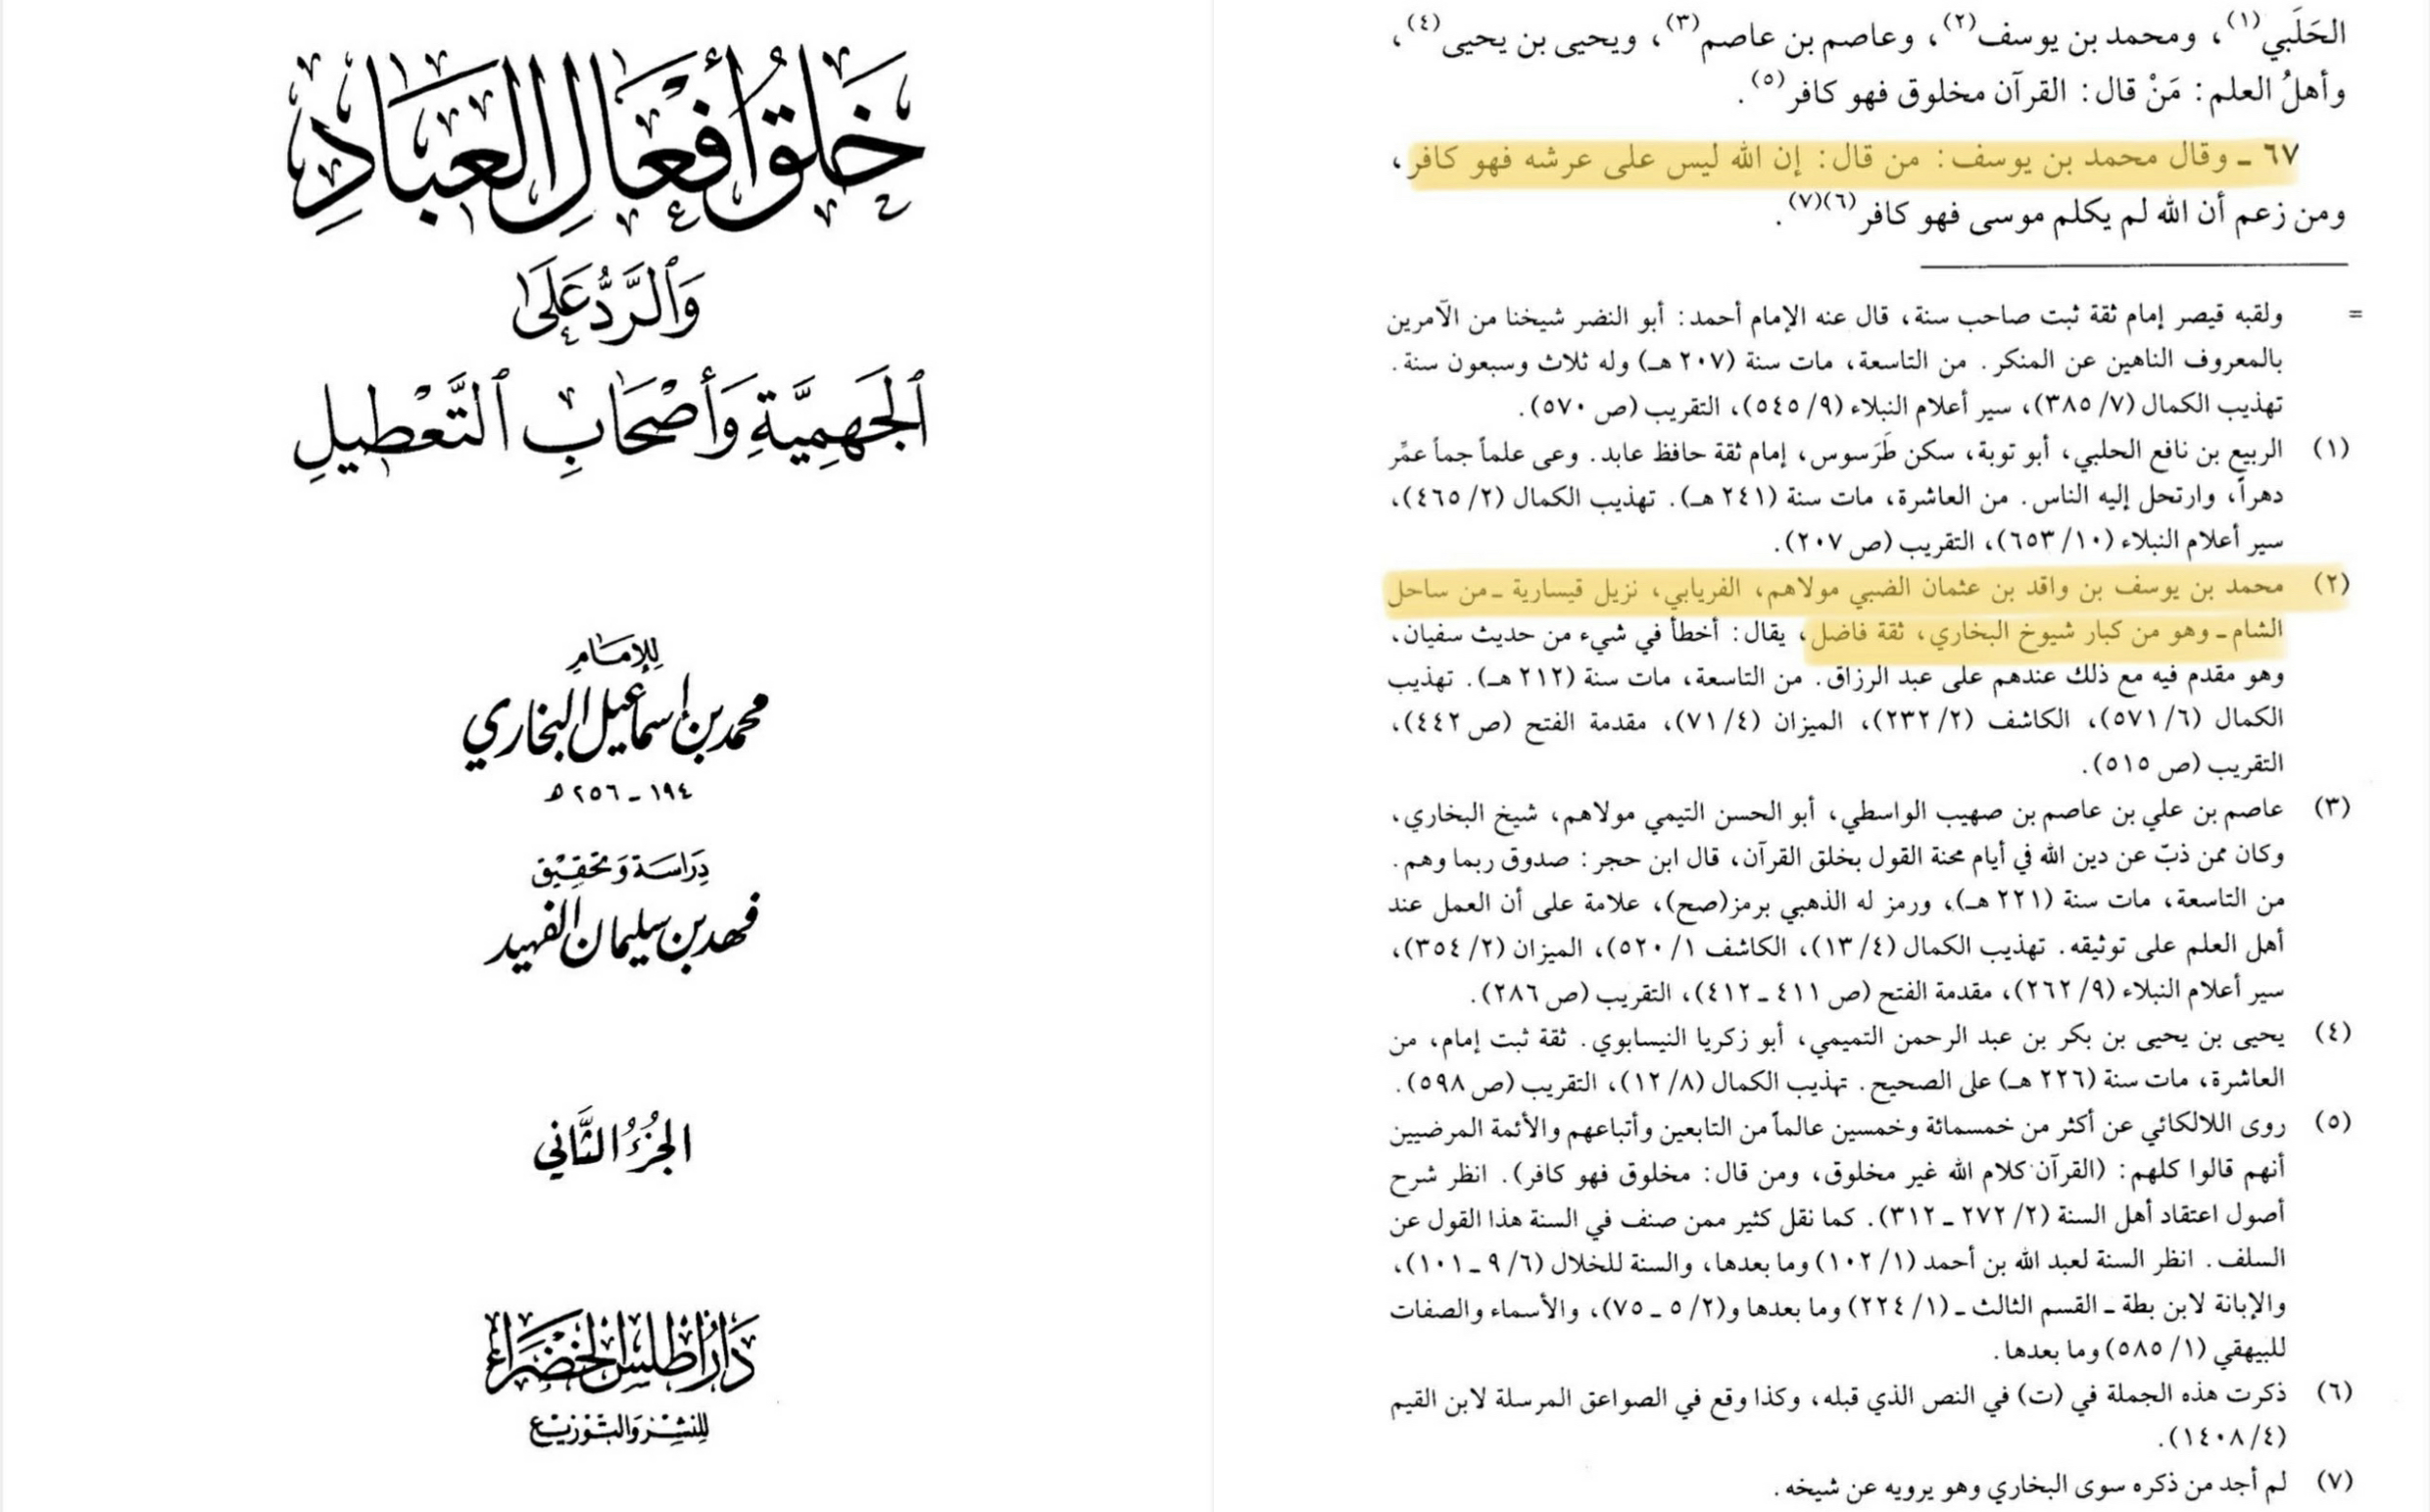 خَلقُ أَفْعَالِ العِبَادِ
وَٱلرَّدُّ عَلَىٰ
ٱلجَهمِيَّةِ وَأَصْحَابِ ٱلتَّعْطِيلِ
لِلإمَامِ
محمد بن إسماعيل البخاري
١٩٤ - ٢٥٦ هـ
دِرَاسَة وَتحقِيْق
فهد بن سليمان الفهيد
الجُزءُ الثَّاني
دَار أطلس الخضراء
للنشِـْر وَالتَّوْزيـْع
الحَلَبي(١)، ومحمد بن يوسف(٢)، وعاصم بن عاصم(٣)، ويحيى بن يحيى(٤)،
وأهلُ العلم: مَنْ قال: القرآن مخلوق فهو كافر(٥).
٦٧ ـ وقال محمد بن يوسف: من قال: إن الله ليس على عرشه فهو كافر،
ومن زعم أن الله لم يكلم موسى فهو كافر(٦)(٧).
= ولقبه قيصر إمام ثقة ثبت صاحب سنة، قال عنه الإمام أحمد: أبو النضر شيخنا من الآمرين
بالمعروف الناهين عن المنكر. من التاسعة، مات سنة (٢٠٧ هـ) وله ثلاث وسبعون سنة.
تهذيب الكمال (٣٨٥/٧)، سير أعلام النبلاء (٥٤٥/٩)، التقريب (ص ٥٧٠).
(١) الربيع بن نافع الحلبي، أبو توبة، سكن طَرَسوس، إمام ثقة حافظ عابد. وعى علماً جماً عمِّر
دهراً، وارتحل إليه الناس. من العاشرة، مات سنة (٢٤١ هـ). تهذيب الكمال (٤٦٥/٢)،
سير أعلام النبلاء (٦٥٣/١٠)، التقريب (ص ٢٠٧).
(٢) محمد بن يوسف بن واقد بن عثمان الضبي مولاهم، الفريابي، نزيل قيسارية ـ من ساحل
الشام ـ وهو من كبار شيوخ البخاري، ثقة فاضل، يقال: أخطأ في شيء من حديث سفيان،
وهو مقدم فيه مع ذلك عندهم على عبد الرزاق. من التاسعة، مات سنة (٢١٢ هـ). تهذيب
الكمال (٥٧١/٦)، الكاشف (٢٣٢/٢)، الميزان (٧١/٤)، مقدمة الفتح (ص ٤٤٢)،
التقريب (ص ٥١٥).
(٣) عاصم بن علي بن عاصم بن صهيب الواسطي، أبو الحسن التيمي مولاهم، شيخ البخاري،
وكان ممن ذبّ عن دين الله في أيام محنة القول بخلق القرآن، قال ابن حجر: صدوق ربما وهم.
من التاسعة، مات سنة (٢٢١ هـ)، ورمز له الذهبي برمز(صح)، علامة على أن العمل عند
أهل العلم على توثيقه. تهذيب الكمال (١٣/٤)، الكاشف ٥٢٠/١)، الميزان (٣٥٤/٢)،
سير أعلام النبلاء (٢٦٢/٩)، مقدمة الفتح (ص ٤١١ ـ ٤١٢)، التقريب (ص ٢٨٦).
(٤) يحيى بن يحيى بن بكر بن عبد الرحمن التميمي، أبو زكريا النيسابوي. ثقة ثبت إمام، من
العاشرة، مات سنة (٢٢٦ هـ) على الصحيح. تهذيب الكمال (١٢/٨)، التقريب (ص ٥٩٨).
(٥) روى اللالكائي عن أكثر من خمسمائة وخمسين عالماً من التابعين وأتباعهم والأئمة المرضيين
أنهم قالوا كلهم: (القرآن كلام الله غير مخلوق، ومن قال: مخلوق فهو كافر). انظر شرح
أصول اعتقاد أهل السنة (٢٧٢/٢ ـ ٣١٢). كما نقل كثير ممن صنف في السنة هذا القول عن
السلف. انظر السنة لعبد الله بن أحمد (١٠٢/١) وما بعدها، والسنة للخلال (٩/٦ ـ ١٠١)،
والإبانة لابن بطة ـ القسم الثالث ـ (٢٢٤/١) وما بعدها و(٥/٢ ـ ٧٥)، والأسماء والصفات
للبيهقي (٥٨٥/١) وما بعدها.
(٦) ذكرت هذه الجملة في (ت) في النص الذي قبله، وكذا وقع في الصواعق المرسلة لابن القيم
(١٤٠٨/٤).
(٧) لم أجد من ذكره سوى البخاري وهو يرويه عن شيخه.